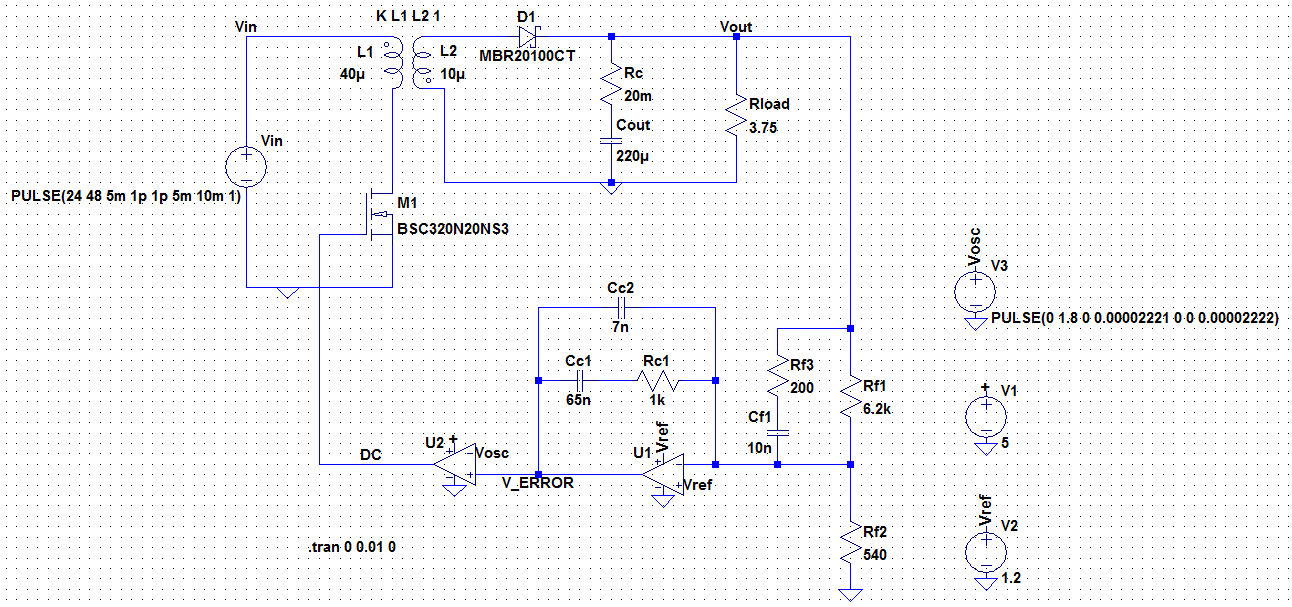 K L1 L2 1
D1
Vin
Vout
L1
L2
MBR20100CT
40µ
10µ
Rc
20m
Rload
3.75
Cout
220µ
Vin
PULSE(24 48 5m 1p 1p 5m 10m 1)
M1
BSC320N20NS3
Vosc
V3
PULSE(0 1.8 0 0.00002221 0 0 0.00002222)
Cc2
7n
Cc1
Rc1
65n
1k
Rf3
200
Rf1
6.2k
Cf1
10n
V1
5
U2
Vosc
DC
V_ERROR
U1
Vref
Vref
Vref
V2
1.2
Rf2
540
.tran 0 0.01 0